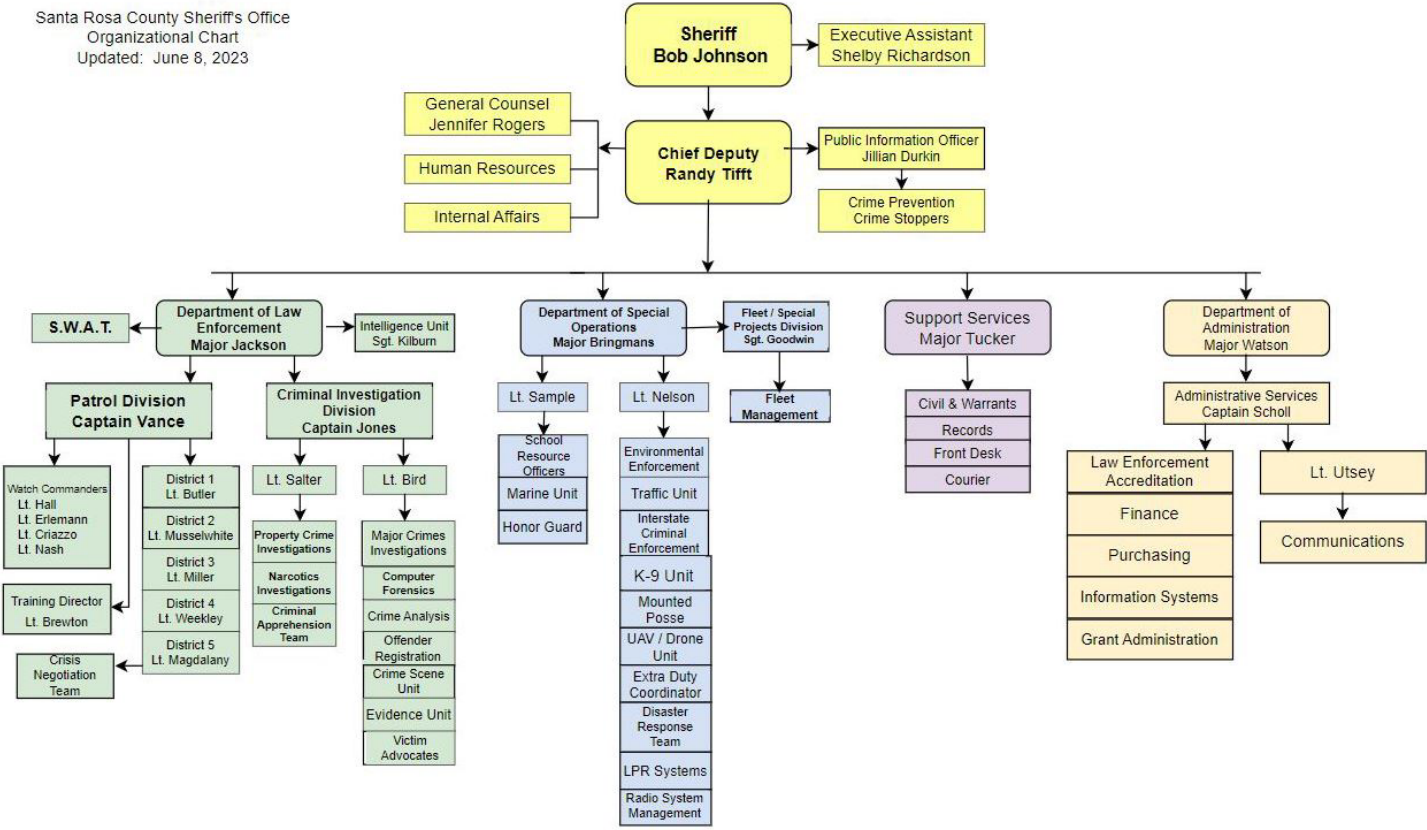 Santa Rosa County Sheriff's Office
Organizational Chart
Updated: June 8, 2023
Sheriff
Bob Johnson
Executive Assistant
Shelby Richardson
General Counsel
Jennifer Rogers
Human Resources
Internal Affairs
Chief Deputy
Randy Tifft
Public Information Officer
Jillian Durkin
Crime Prevention
Crime Stoppers
S.W.A.T.
Department of Law
Enforcement
Major Jackson
Intelligence Unit
Sgt. Kilburn
Patrol Division
Captain Vance
Criminal Investigation
Division
Captain Jones
Watch Commanders
Lt. Hall
Lt. Erlemann
Lt. Criazzo
Lt. Nash
Training Director
Lt. Brewton
Crisis
Negotiation
Team
District 1
Lt. Butler
District 2
Lt. Musselwhite
District 3
Lt. Miller
District 4
Lt. Weekley
District 5
Lt. Magdalany
Lt. Salter
Property Crime
Investigations
Narcotics
Investigations
Criminal
Apprehension
Team
Lt. Bird
Major Crimes
Investigations
Computer
Forensics
Crime Analysis
Offender
Registration
Crime Scene
Unit
Evidence Unit
Victim
Advocates
Department of Special
Operations
Major Bringmans
Fleet / Special
Projects Division
Sgt. Goodwin
Fleet
Management
Lt. Sample
School
Resource
Officers
Marine Unit
Honor Guard
Lt. Nelson
Environmental
Enforcement
Traffic Unit
Interstate
Criminal
Enforcement
K-9 Unit
Mounted
Posse
UAV / Drone
Unit
Extra Duty
Coordinator
Disaster
Response
Team
LPR Systems
Radio System
Management
Support Services
Major Tucker
Civil & Warrants
Records
Front Desk
Courier
Department of
Administration
Major Watson
Administrative Services
Captain Scholl
Law Enforcement
Accreditation
Finance
Purchasing
Information Systems
Grant Administration
Lt. Utsey
Communications